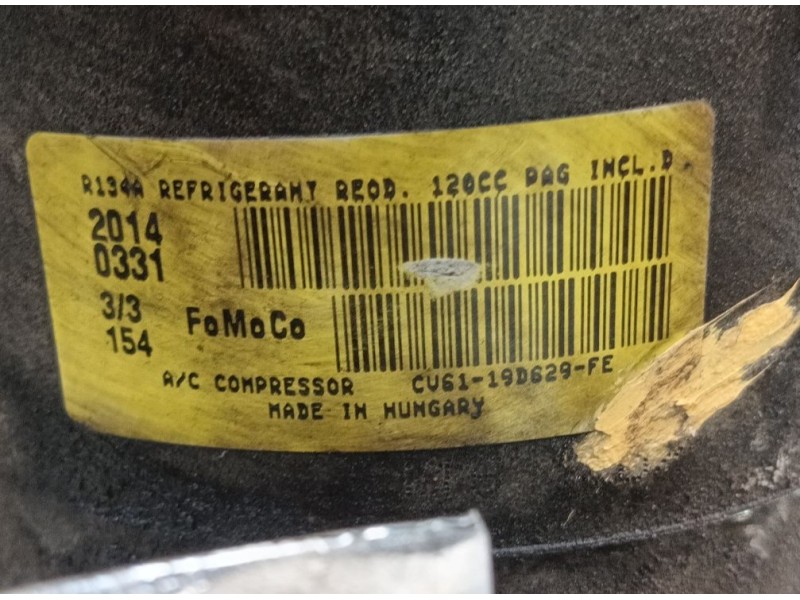 R134A REFRIGERANT REQD. 120CC PAG INCL.D.
2014
0331
3/3
154
FoMoCo
A/C COMPRESSOR CV61-19D629-FE
MADE IN HUNGARY